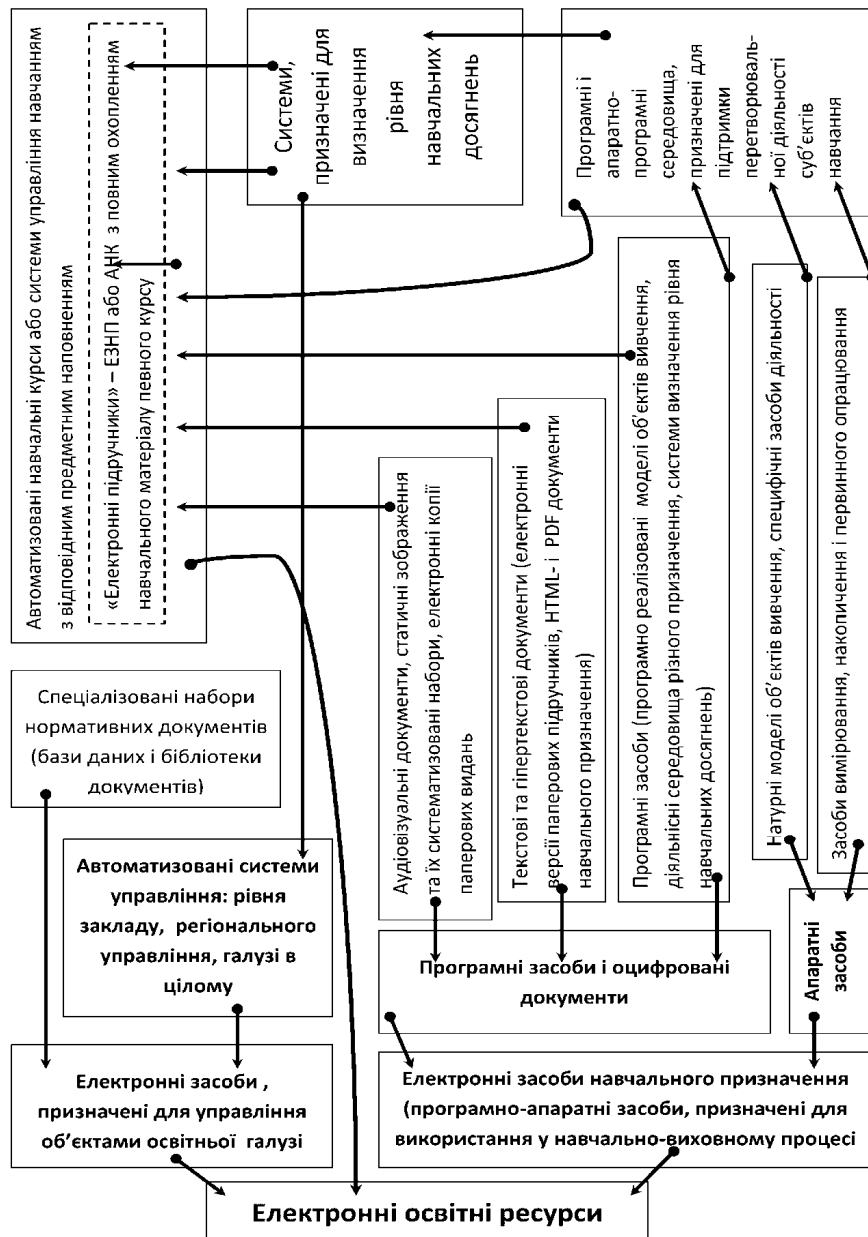 Автоматизовані навчальні курси або системи управління навчанням
з відповідним предметним наповненням
«Електронні підручники» – ЕЗНП або АНК з повним охопленням
навчального матеріалу певного курсу
Системи,
призначені для
визначення
рівня
навчальних
досягнень
Програмні і
апаратно-
програмні
середовища,
призначені для
підтримки
перетворюваль-
ної діяльності
суб’єктів
навчання
Спеціалізовані набори
нормативних документів
(бази даних і бібліотеки
документів)
Аудіовізуальні документи, статичні зображення
та їх систематизовані набори, електронні копії
паперових видань
Текстові та гіпертекстові документи (електронні
версії паперових підручників, HTML- і PDF документи
навчального призначення)
Програмні засоби (програмно реалізовані моделі об’єктів вивчення,
діяльнісні середовища різного призначення, системи визначення рівня
навчальних досягнень)
Натурні моделі об’єктів вивчення, специфічні засоби діяльності
Засоби вимірювання, накопичення і первинного опрацювання
Автоматизовані системи
управління: рівня
закладу, регіонального
управління, галузі в
цілому
Програмні засоби і оцифровані
документи
Апаратні
засоби
Електронні засоби ,
призначені для управління
об’єктами освітньої галузі
Електронні засоби навчального призначення
(програмно-апаратні засоби, призначені для
використання у навчально-виховному процесі
Електронні освітні ресурси